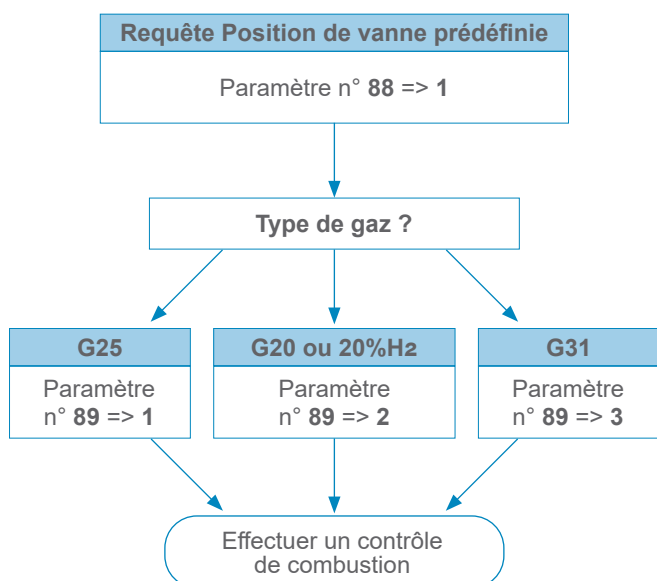 Requête Position de vanne prédéfinie
Paramètre n° 88 => 1
Type de gaz ?
G25
Paramètre
n° 89 => 1
G20 ou 20%H2
Paramètre
n° 89 => 2
G31
Paramètre
n° 89 => 3
Effectuer un contrôle
de combustion